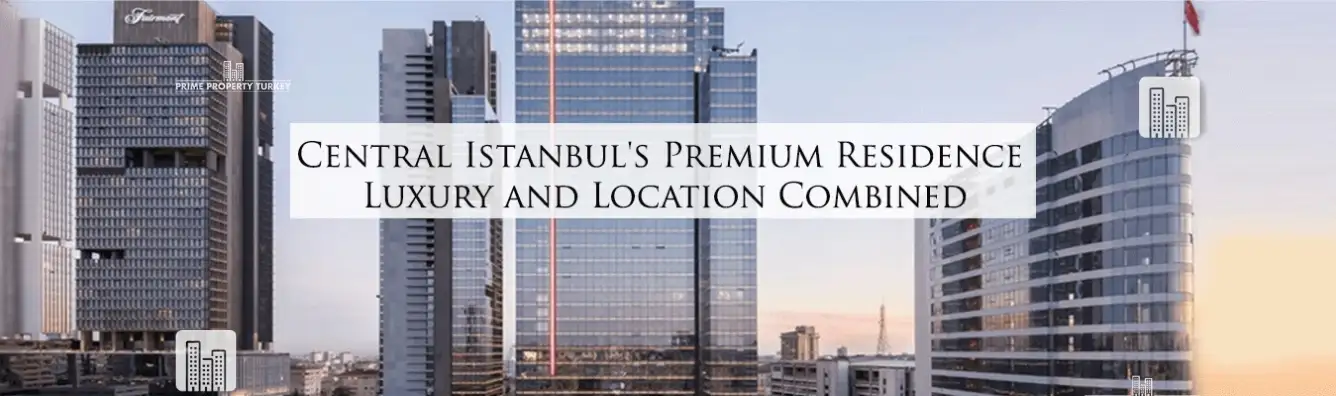 Fairmont
PRIME PROPERTY TURKEY
CENTRAL ISTANBUL'S PREMIUM RESIDENCE
LUXURY AND LOCATION COMBINED